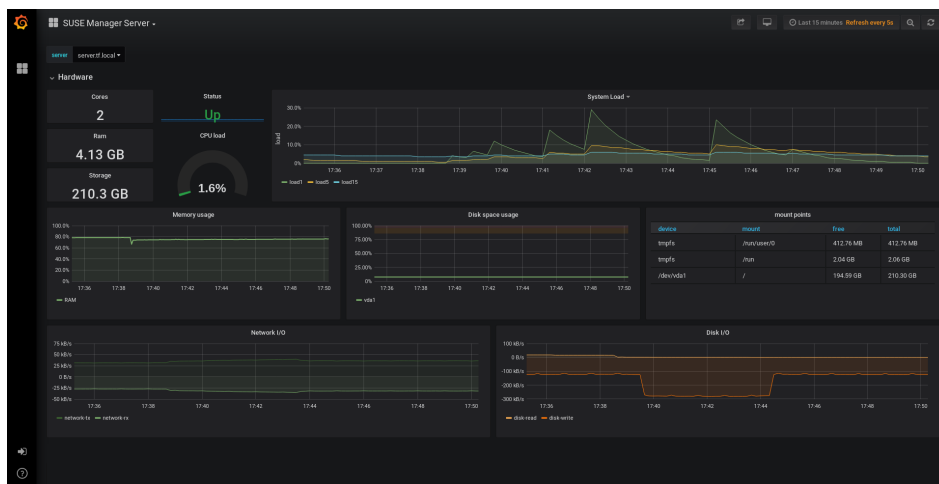 SUSE Manager Server
Last 15 minutes Refresh every 5s
server server.tf.local
Hardware
Cores
2
Status
Up
System Load
Ram
4.13 GB
CPU load
1.6%
Storage
210.3 GB
load
30.0%
20.0%
10.0%
0%
17:36 17:37 17:38 17:39 17:40 17:41 17:42 17:43 17:44 17:45 17:46 17:47 17:48 17:49 17:50
load1 load5 load15
Memory usage
100.0%
80.0%
60.0%
40.0%
20.0%
0%
17:36 17:38 17:40 17:42 17:44 17:46 17:48 17:50
RAM
Disk space usage
100.00%
75.00%
50.00%
25.00%
0%
17:36 17:38 17:40 17:42 17:44 17:46 17:48 17:50
vda1
mount points
device mount free total
tmpfs /run/user/0 412.76 MB 412.76 MB
tmpfs /run 2.04 GB 2.06 GB
/dev/vda1 / 194.59 GB 210.30 GB
Network I/O
75 kB/s
50 kB/s
25 kB/s
0 B/s
-25 kB/s
-50 kB/s
17:36 17:38 17:40 17:42 17:44 17:46 17:48 17:50
network-tx network-rx
Disk I/O
100 kB/s
0 B/s
-100 kB/s
-200 kB/s
-300 kB/s
17:36 17:38 17:40 17:42 17:44 17:46 17:48 17:50
disk-read disk-write